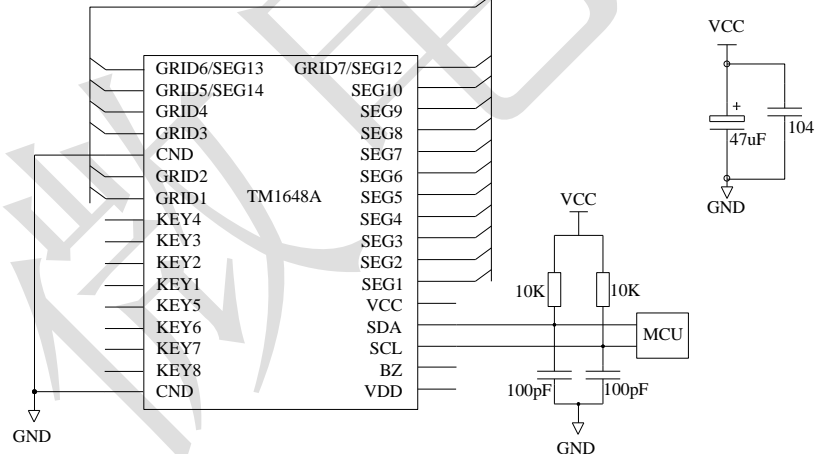 GRID6/SEG13
GRID5/SEG14
GRID4
GRID3
CND
GRID2
GRID1
KEY4
KEY3
KEY2
KEY1
KEY5
KEY6
KEY7
KEY8
CND
TM1648A
GRID7/SEG12
SEG10
SEG9
SEG8
SEG7
SEG6
SEG5
SEG4
SEG3
SEG2
SEG1
VCC
SDA
SCL
BZ
VDD
GND
VCC
10K
10K
MCU
100pF
100pF
GND
VCC
+
47uF
104
GND